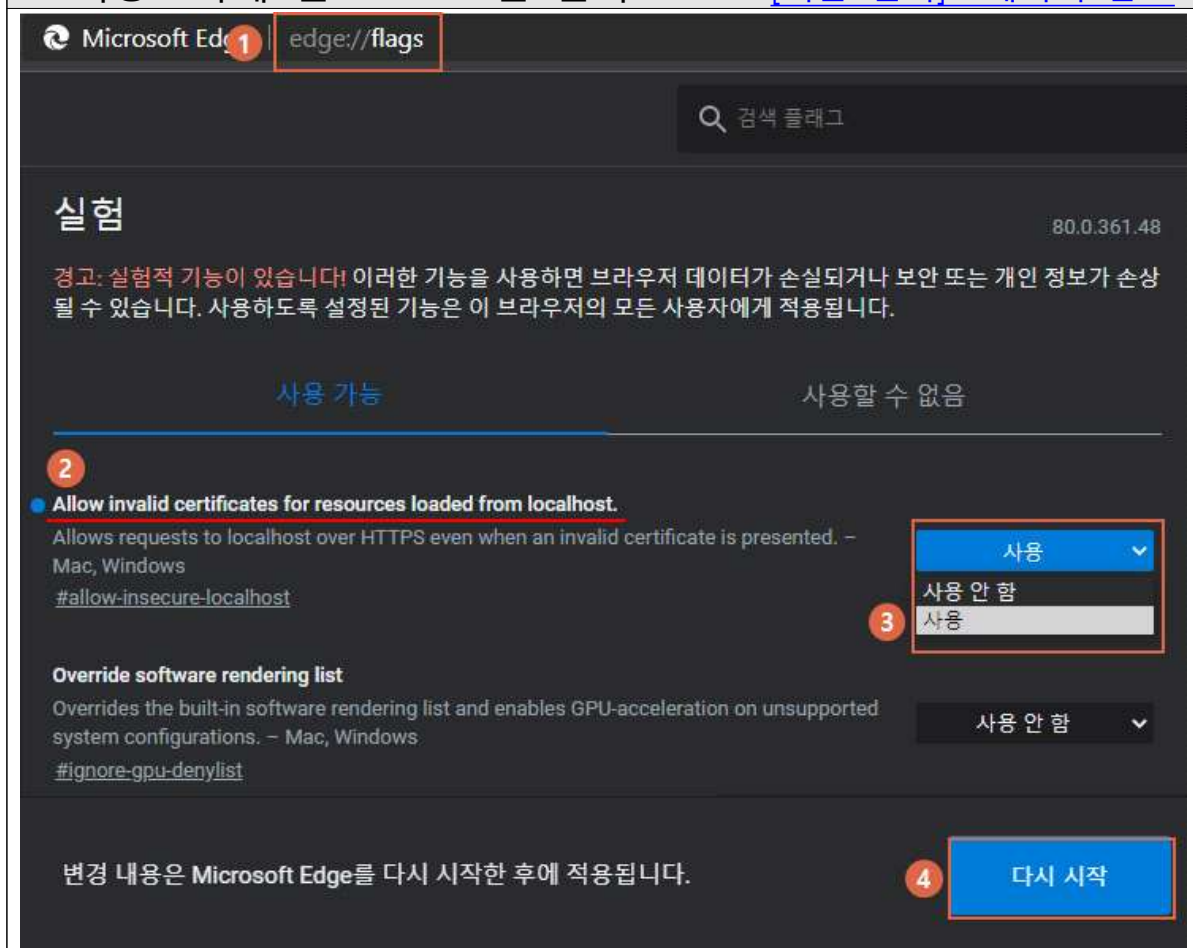 Microsoft Edg 1 edge://flags
검색 플래그
실험
80.0.361.48
경고: 실험적 기능이 있습니다! 이러한 기능을 사용하면 브라우저 데이터가 손실되거나 보안 또는 개인 정보가 손상
될 수 있습니다. 사용하도록 설정된 기능은 이 브라우저의 모든 사용자에게 적용됩니다.
사용 가능 사용할 수 없음
2
Allow invalid certificates for resources loaded from localhost.
Allows requests to localhost over HTTPS even when an invalid certificate is presented. –
Mac, Windows
#allow-insecure-localhost
사용
사용 안 함
3 사용
Override software rendering list
Overrides the built-in software rendering list and enables GPU-acceleration on unsupported
system configurations. – Mac, Windows
#ignore-gpu-denylist
사용 안 함
변경 내용은 Microsoft Edge를 다시 시작한 후에 적용됩니다.
4 다시 시작